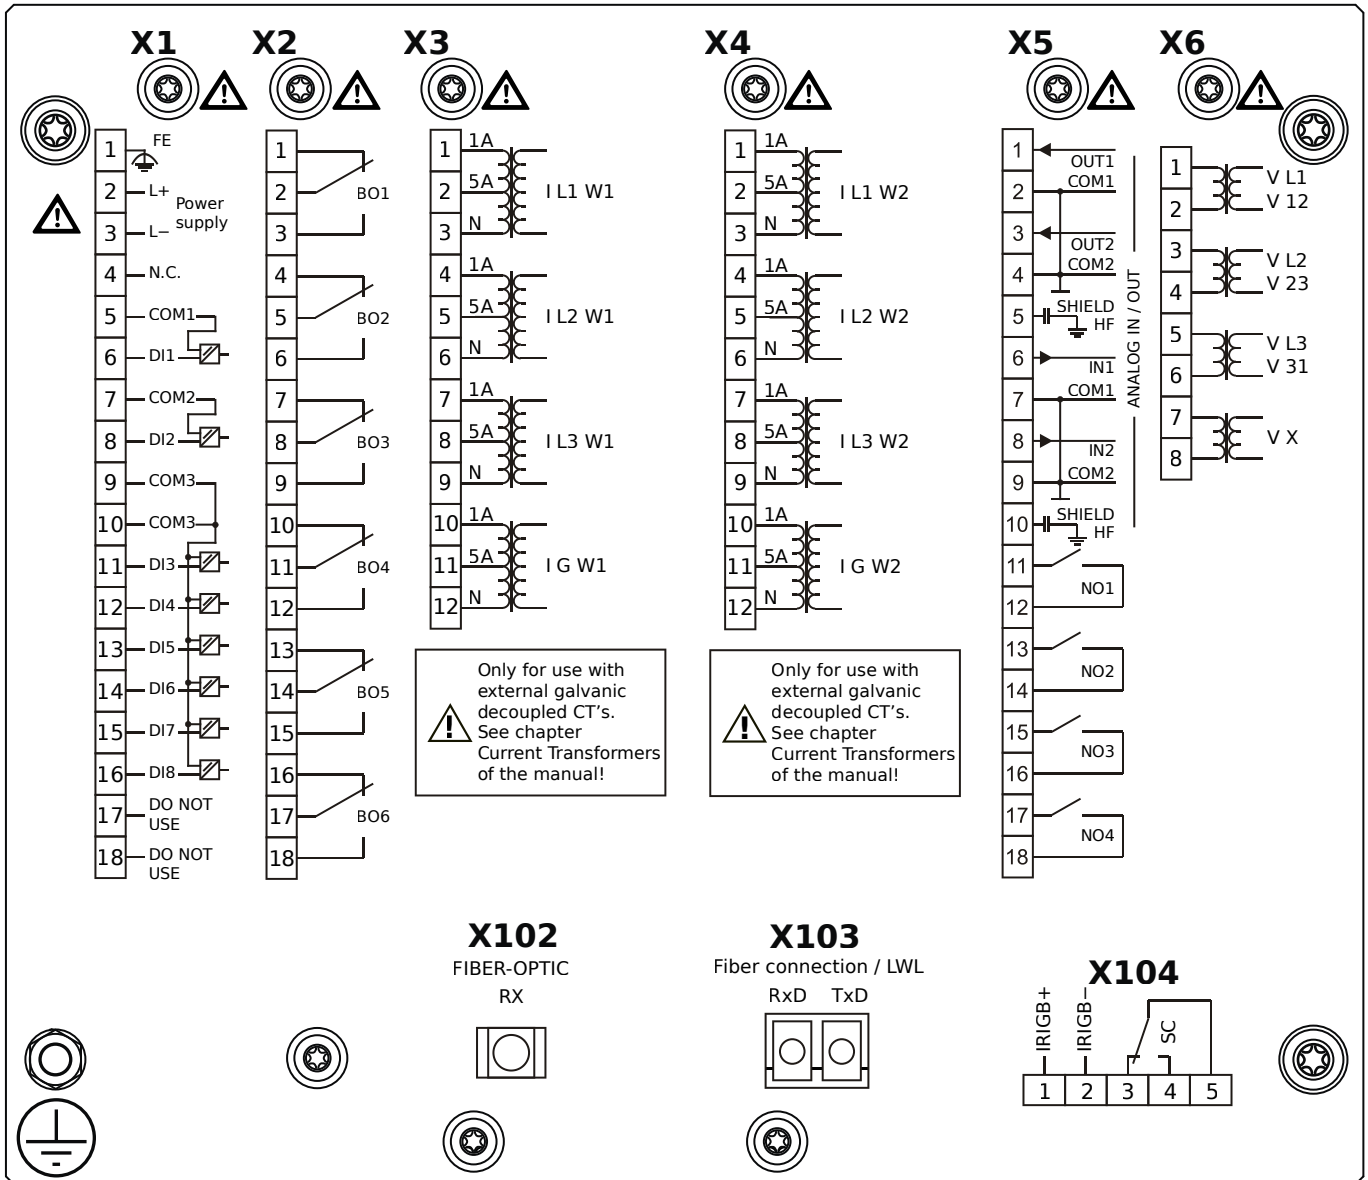 X1
X2
X3
X4
X5
X6
1
FE
2
L+
Power
supply
3
L−
4
N.C.
5
COM1
6
DI1
7
COM2
8
DI2
9
COM3
10
COM3
11
DI3
12
DI4
13
DI5
14
DI6
15
DI7
16
DI8
17
DO NOT
USE
18
DO NOT
USE
1
2
BO1
3
4
5
BO2
6
7
8
BO3
9
10
11
BO4
12
13
14
BO5
15
16
17
BO6
18
1
1A
2
5A
I L1 W1
3
N
4
1A
5
5A
I L2 W1
6
N
7
1A
8
5A
I L3 W1
9
N
10
1A
11
5A
I G W1
12
N
Only for use with
external galvanic
decoupled CT's.
See chapter
Current Transformers
of the manual!
1
1A
2
5A
I L1 W2
3
N
4
1A
5
5A
I L2 W2
6
N
7
1A
8
5A
I L3 W2
9
N
10
1A
11
5A
I G W2
12
N
Only for use with
external galvanic
decoupled CT's.
See chapter
Current Transformers
of the manual!
1
OUT1
2
COM1
3
OUT2
4
COM2
5
SHIELD
HF
6
IN1
7
COM1
8
IN2
9
COM2
10
SHIELD
HF
ANALOG IN / OUT
11
NO1
12
13
NO2
14
15
NO3
16
17
NO4
18
1
V L1
2
V 12
3
V L2
4
V 23
5
V L3
6
V 31
7
V X
8
X102
FIBER-OPTIC
RX
X103
Fiber connection / LWL
RxD TxD
X104
IRIGB+
IRIGB−
SC
1 2 3 4 5